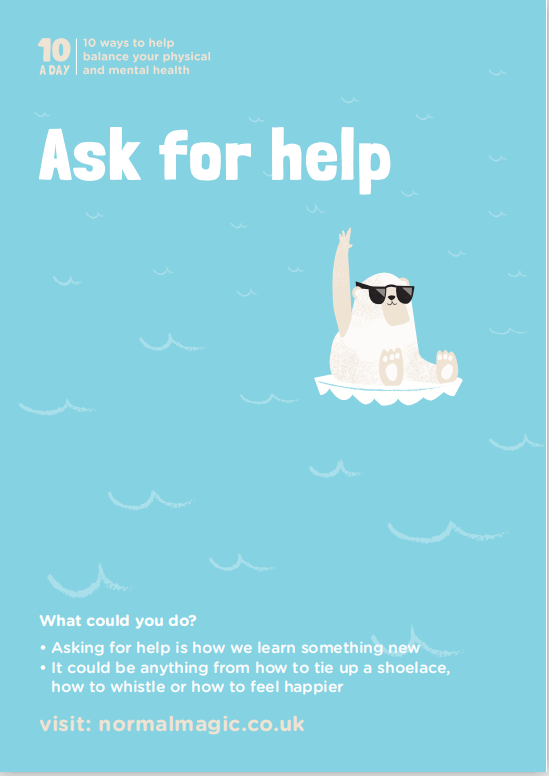 10
A DAY
10 ways to help
balance your physical
and mental health
Ask for help
What could you do?
• Asking for help is how we learn something new
• It could be anything from how to tie up a shoelace,
how to whistle or how to feel happier
visit: normalmagic.co.uk